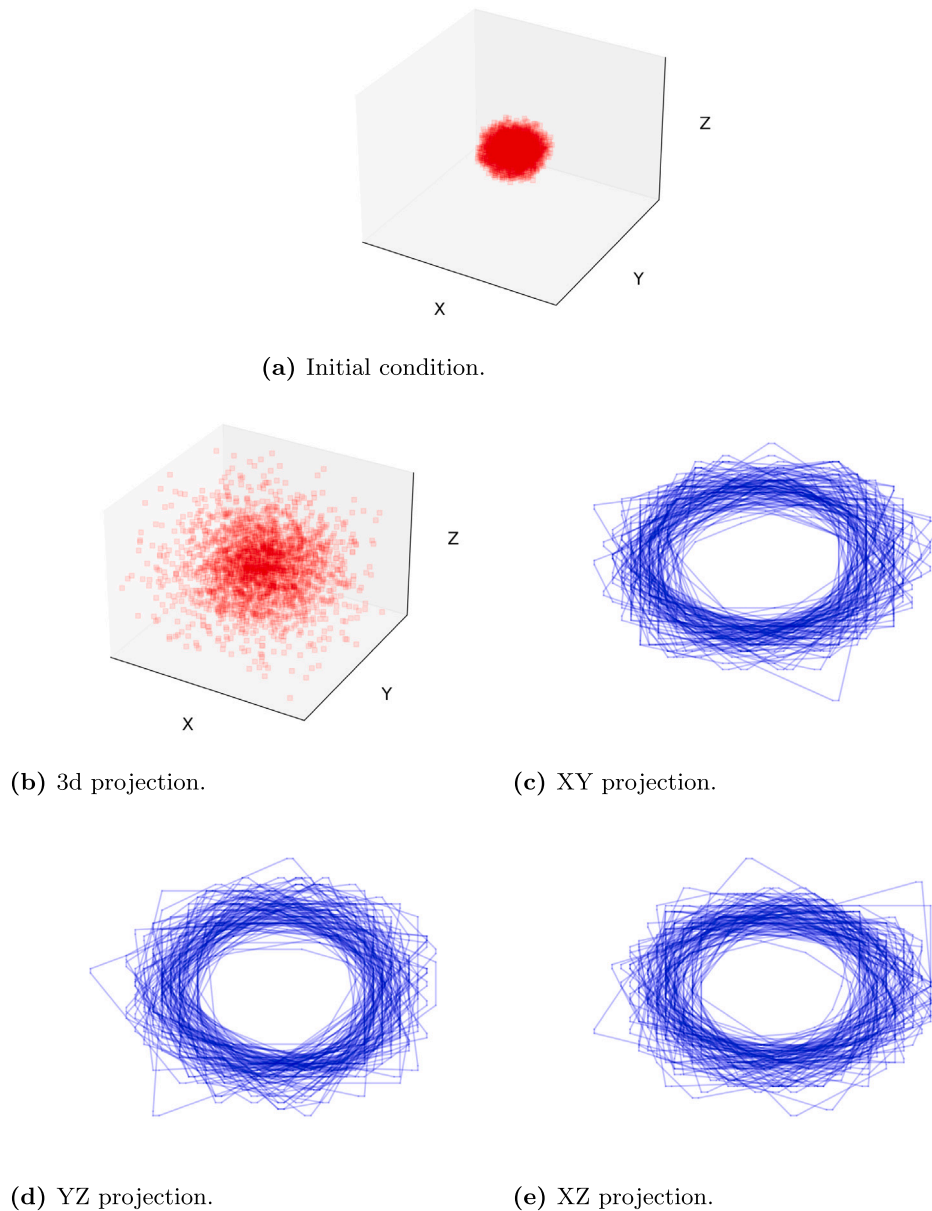 Z
Y
X
(a) Initial condition.
Z
Y
X
(b) 3d projection.
(c) XY projection.
(d) YZ projection.
(e) XZ projection.